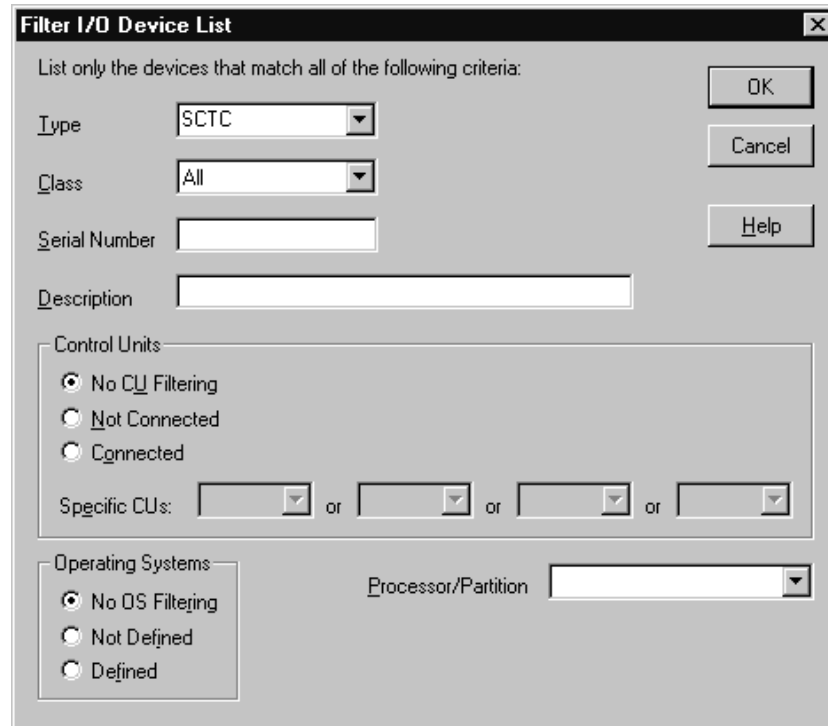 Filter I/O Device List
List only the devices that match all of the following criteria:
OK
Type SCTC
Cancel
Class All
Serial Number
Help
Description
Control Units
No CU Filtering
Not Connected
Connected
Specific CUs: or or or
Operating Systems
Processor/Partition
No OS Filtering
Not Defined
Defined